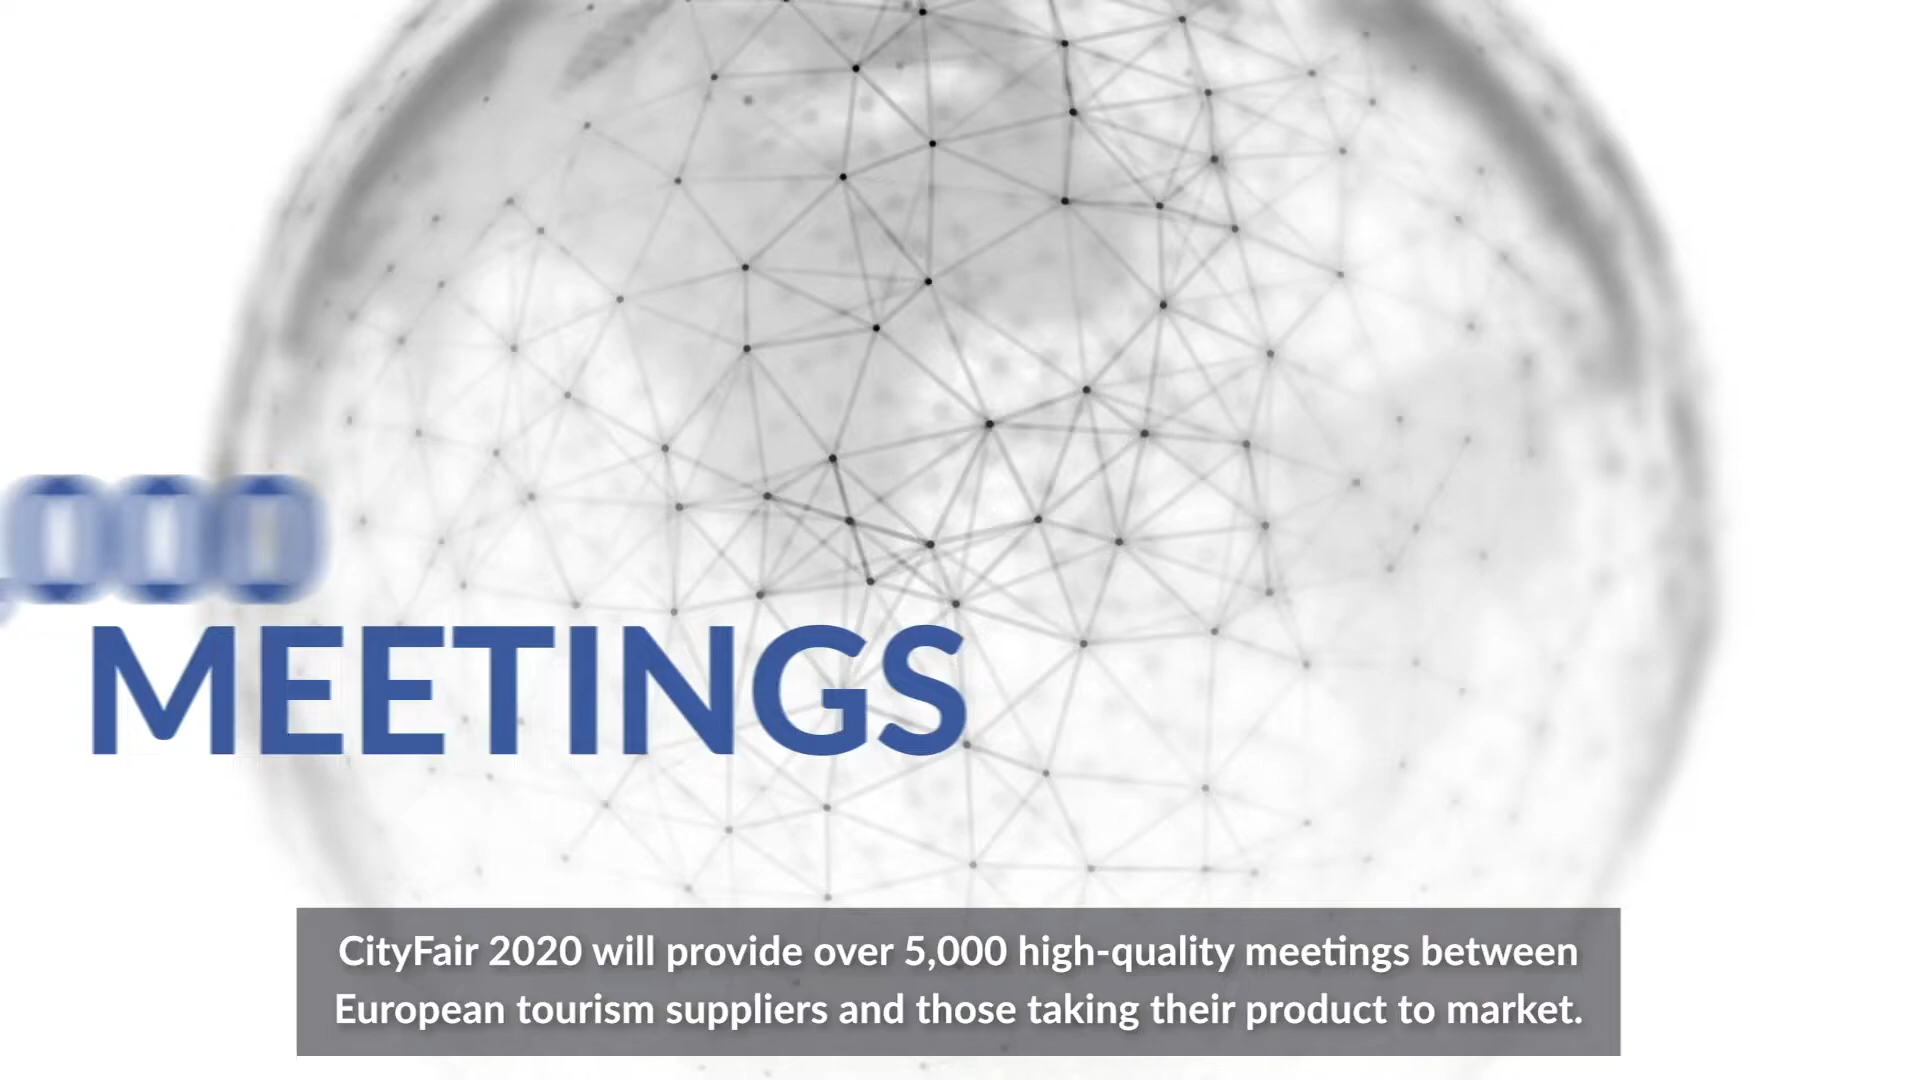 ,000
MEETINGS
CityFair 2020 will provide over 5,000 high-quality meetings between
European tourism suppliers and those taking their product to market.